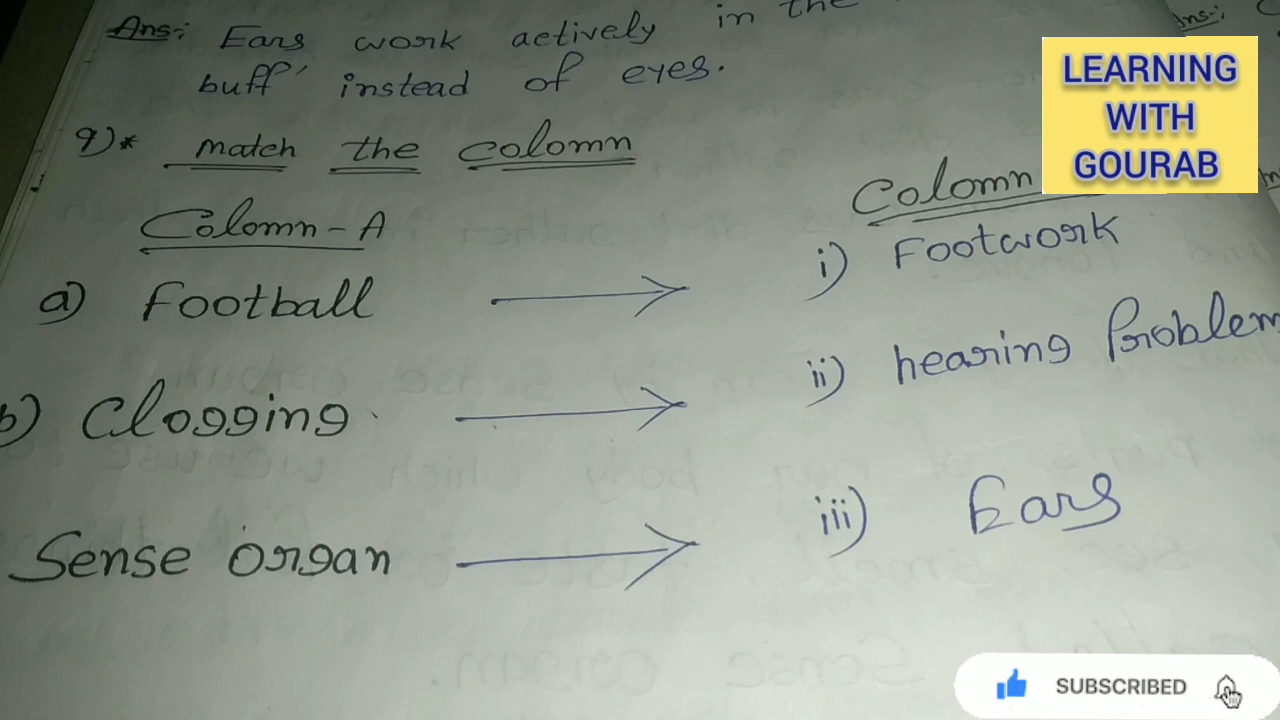 Ans:- Ears work actively in the
buff' instead of eyes.
9)* match the colomn
Colomn-A
Colomn
a) Football → i) Footwork
b) Clogging → ii) hearing Problem
Sense organ → iii) Ears
Ans:-
LEARNING
WITH
GOURAB
SUBSCRIBED